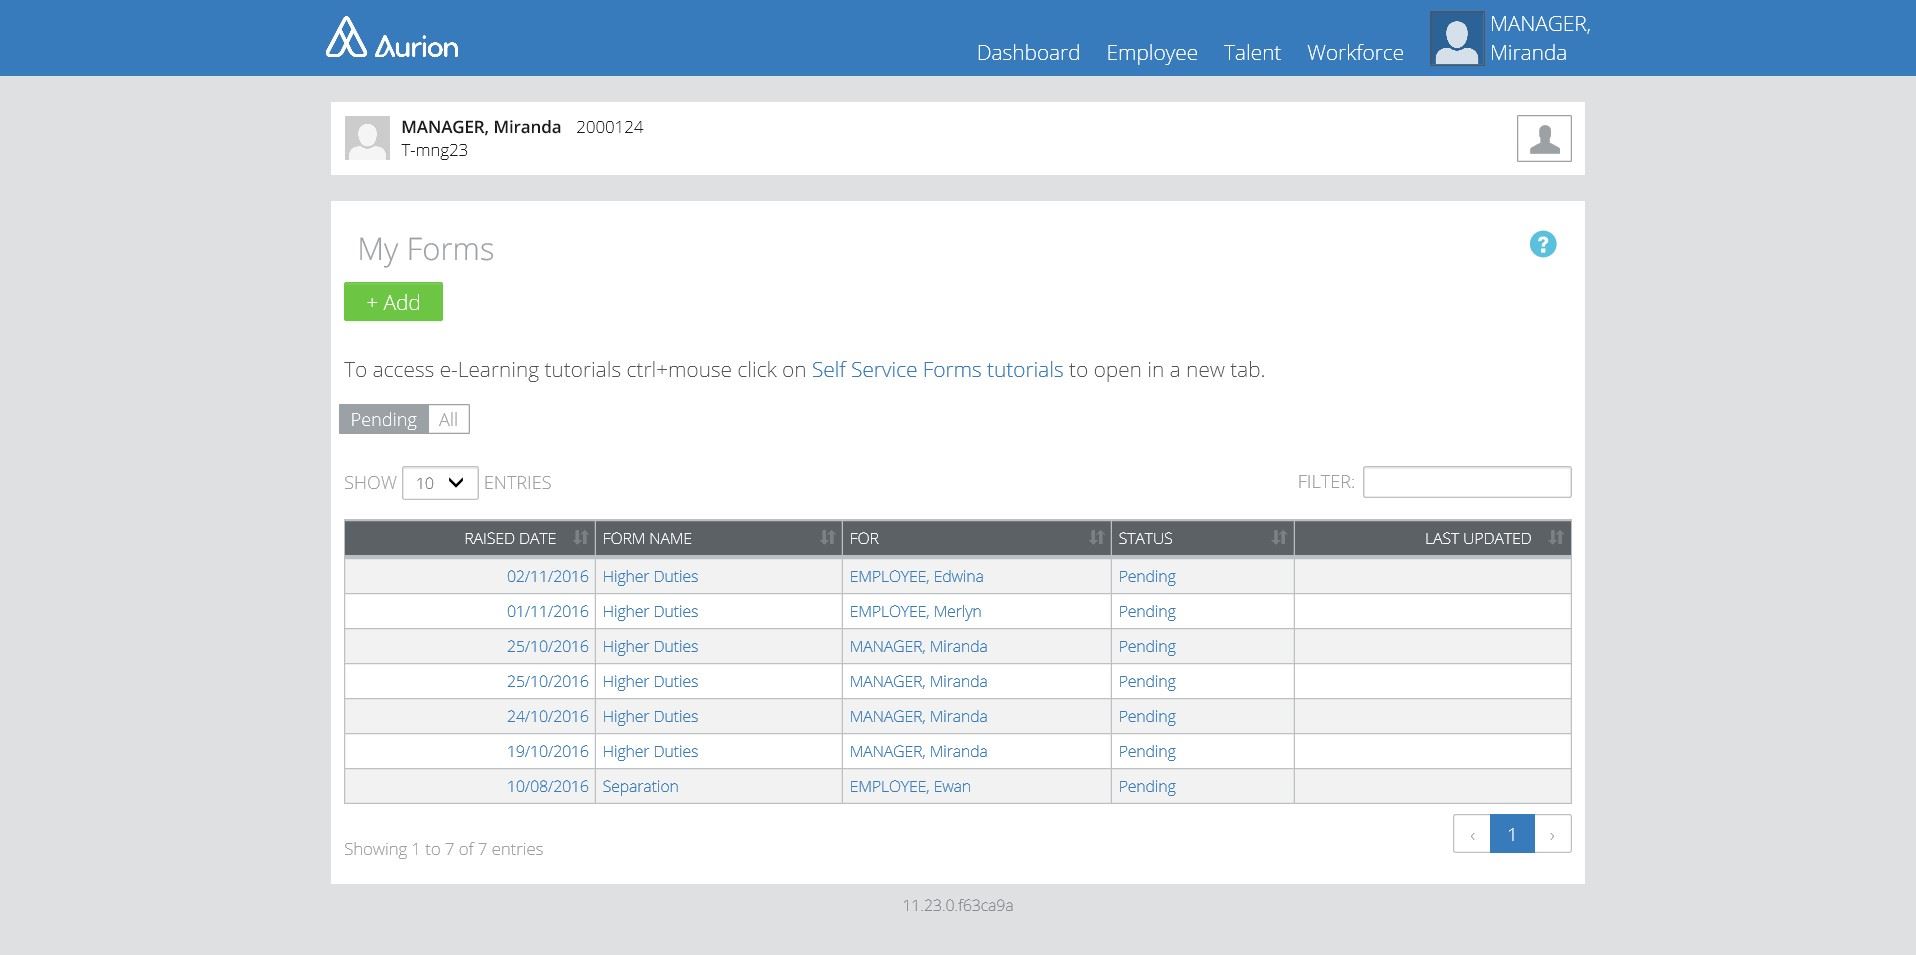 Aurion
Dashboard Employee Talent Workforce MANAGER,
Miranda
MANAGER, Miranda 2000124
T-mng23
My Forms
?
+ Add
To access e-Learning tutorials ctrl+mouse click on Self Service Forms tutorials to open in a new tab.
Pending All
SHOW 10 ENTRIES FILTER:
RAISED DATE FORM NAME FOR STATUS LAST UPDATED
02/11/2016 Higher Duties EMPLOYEE, Edwina Pending
01/11/2016 Higher Duties EMPLOYEE, Merlyn Pending
25/10/2016 Higher Duties MANAGER, Miranda Pending
25/10/2016 Higher Duties MANAGER, Miranda Pending
24/10/2016 Higher Duties MANAGER, Miranda Pending
19/10/2016 Higher Duties MANAGER, Miranda Pending
10/08/2016 Separation EMPLOYEE, Ewan Pending
‹ 1 ›
Showing 1 to 7 of 7 entries
11.23.0.f63ca9a